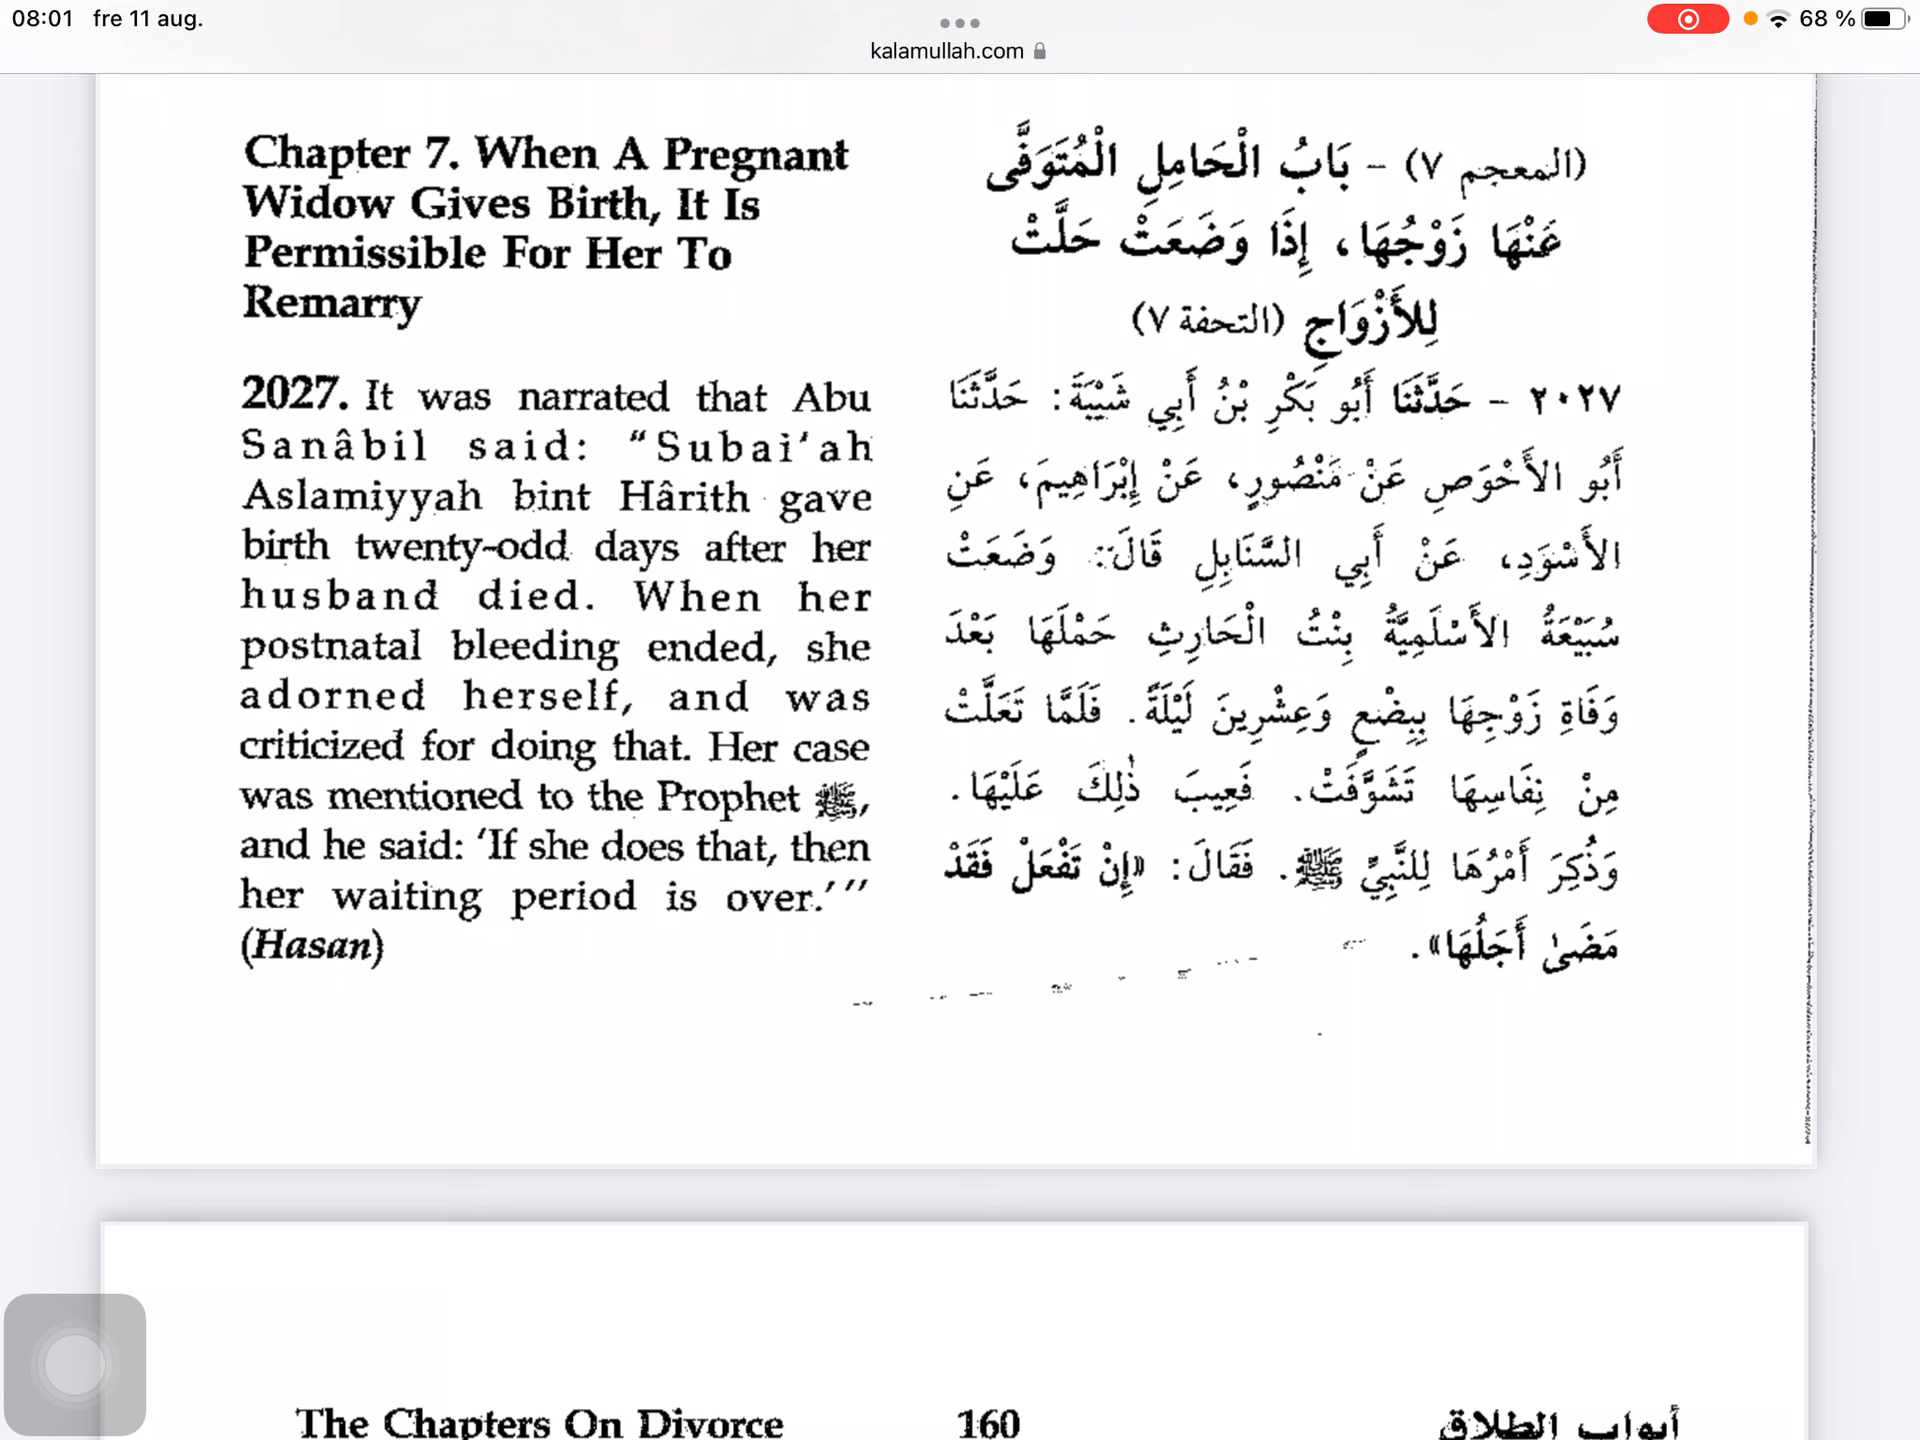 08:01 fre 11 aug.
68 %
kalamullah.com
Chapter 7. When A Pregnant
Widow Gives Birth, It Is
Permissible For Her To
Remarry
2027. It was narrated that Abu
Sanâbil said: “Subai’ah
Aslamiyyah bint Hârith gave
birth twenty-odd days after her
husband died. When her
postnatal bleeding ended, she
adorned herself, and was
criticized for doing that. Her case
was mentioned to the Prophet ﷺ,
and he said: ‘If she does that, then
her waiting period is over.’”
(Hasan)
(المعجم ٧) – بَابُ الْحَامِلِ الْمُتَوَفَّى
عَنْهَا زَوْجُهَا، إِذَا وَضَعَتْ حَلَّتْ
لِلأَزْوَاجِ (التحفة ٧)
٢٠٢٧ – حَدَّثَنَا أَبُو بَكْرِ بْنُ أَبِي شَيْبَةَ: حَدَّثَنَا
أَبُو الأَحْوَصِ عَنْ مَنْصُورٍ، عَنْ إِبْرَاهِيمَ، عَنِ
الأَسْوَدِ، عَنْ أَبِي السَّنَابِلِ قَالَ: وَضَعَتْ
سُبَيْعَةُ الأَسْلَمِيَّةُ بِنْتُ الْحَارِثِ حَمْلَهَا بَعْدَ
وَفَاةِ زَوْجِهَا بِبِضْعٍ وَعِشْرِينَ لَيْلَةً. فَلَمَّا تَعَلَّتْ
مِنْ نِفَاسِهَا تَشَوَّفَتْ. فَعِيبَ ذٰلِكَ عَلَيْهَا.
وَذُكِرَ أَمْرُهَا لِلنَّبِيِّ ﷺ. فَقَالَ: «إِنْ تَفْعَلْ فَقَدْ
مَضَىٰ أَجَلُهَا».
The Chapters On Divorce 160 أبواب الطلاق